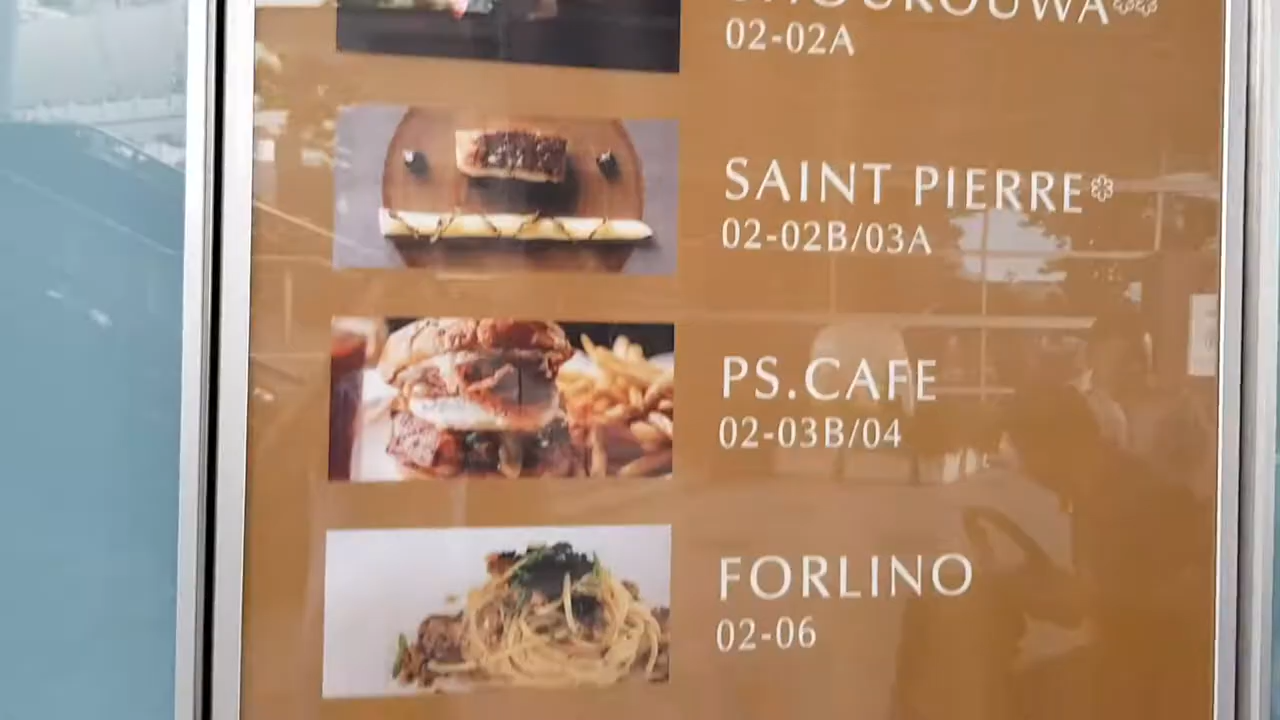 02-02A
SAINT PIERRE
02-02B/03A
PS.CAFE
02-03B/04
FORLINO
02-06